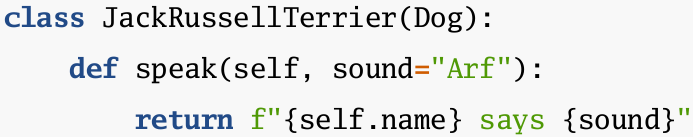 class JackRussellTerrier(Dog):
    def speak(self, sound="Arf"):
        return f"{self.name} says {sound}"